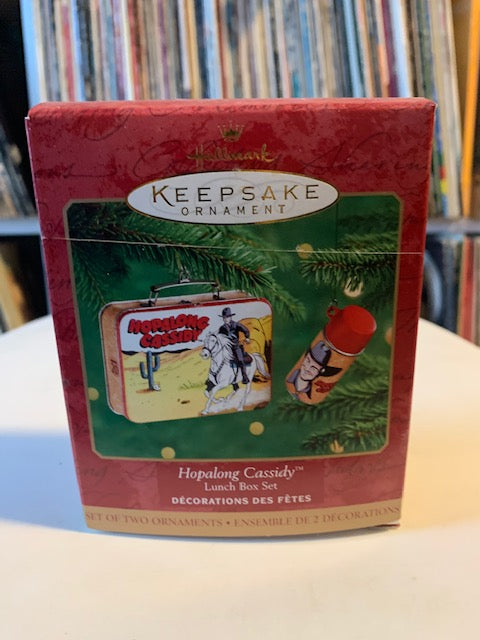 Hallmark
KEEPSAKE
ORNAMENT
HOPALONG
CASSIDY
Hopalong Cassidy™
Lunch Box Set
DÉCORATIONS DES FÊTES
SET OF TWO ORNAMENTS • ENSEMBLE DE 2 DECORATIONS